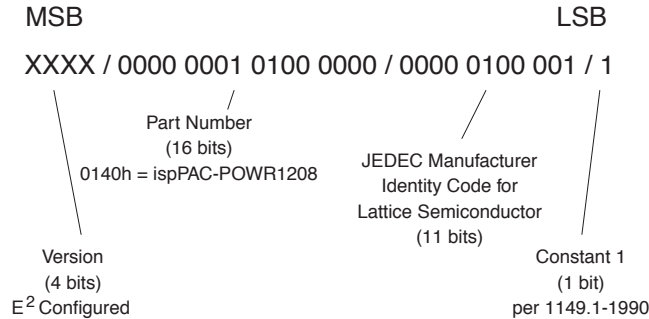 MSB LSB
XXXX / 0000 0001 0100 0000 / 0000 0100 001 / 1
Part Number
(16 bits)
0140h = ispPAC-POWR1208
JEDEC Manufacturer
Identity Code for
Lattice Semiconductor
(11 bits)
Version
(4 bits)
E² Configured
Constant 1
(1 bit)
per 1149.1-1990